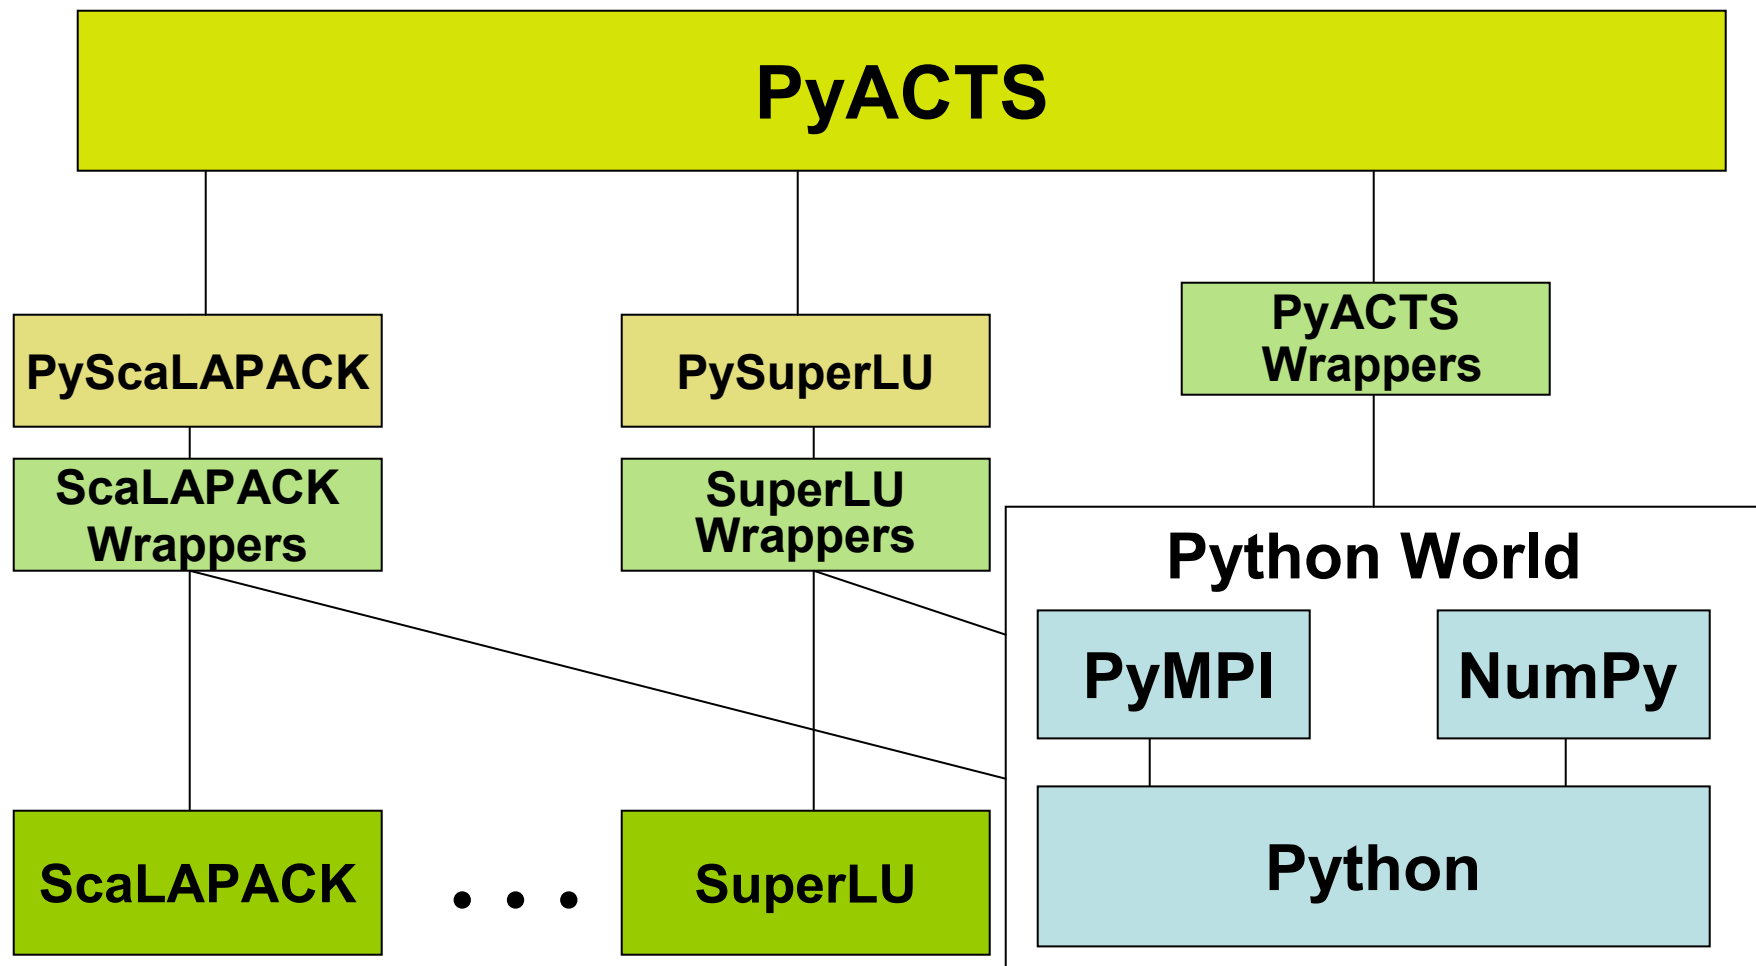 PyACTS
PyScaLAPACK
PySuperLU
PyACTS
Wrappers
ScaLAPACK
Wrappers
SuperLU
Wrappers
Python World
PyMPI
NumPy
ScaLAPACK
. . .
SuperLU
Python